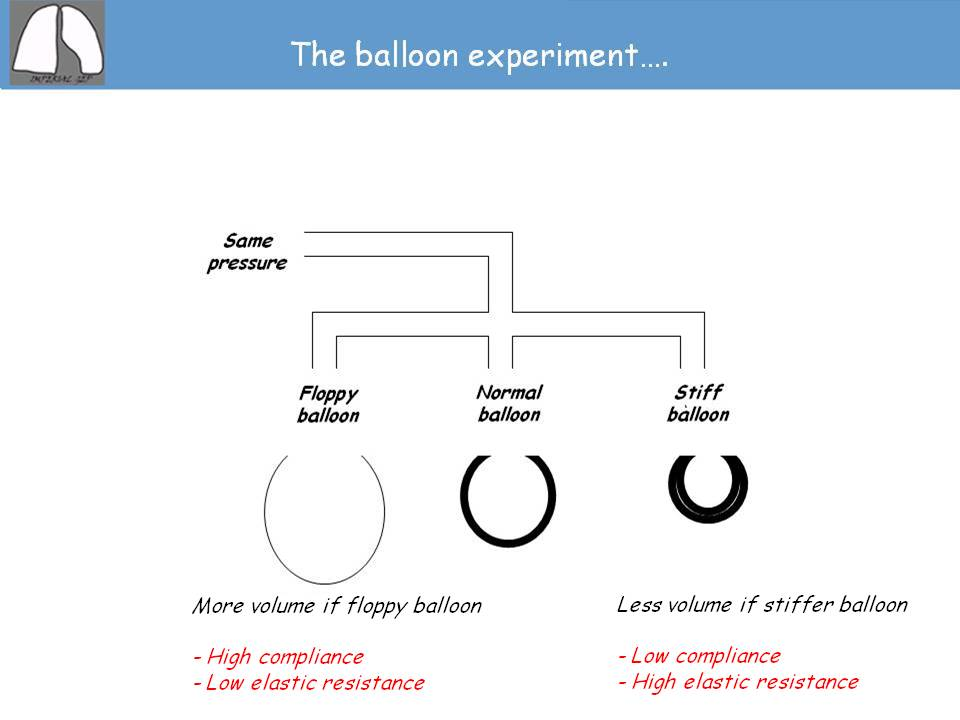 The balloon experiment....
Same
pressure
Floppy
balloon
Normal
balloon
Stiff
balloon
More volume if floppy balloon
- High compliance
- Low elastic resistance
Less volume if stiffer balloon
- Low compliance
- High elastic resistance